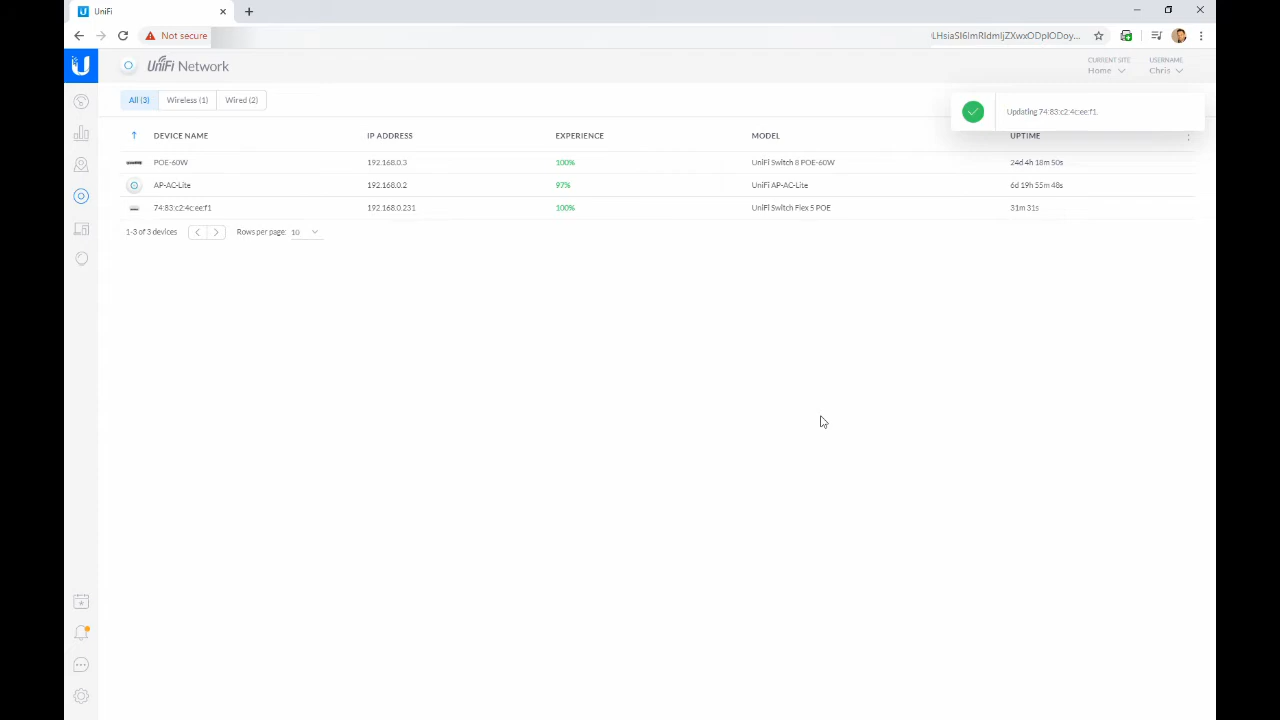 UniFi
Not secure
LHsiaSI6ImRldmljZXwxODpIODoy...
UniFi Network
CURRENT SITE
Home
USERNAME
Chris
All (3)
Wireless (1)
Wired (2)
Updating 74:83:c2:4c:ee:f1.
DEVICE NAME
IP ADDRESS
EXPERIENCE
MODEL
UPTIME
POE-60W
192.168.0.3
100%
UniFi Switch 8 POE-60W
24d 4h 18m 50s
AP-AC-Lite
192.168.0.2
97%
UniFi AP-AC-Lite
6d 19h 55m 48s
74:83:c2:4c:ee:f1
192.168.0.231
100%
UniFi Switch Flex 5 POE
31m 31s
1-3 of 3 devices
Rows per page: 10